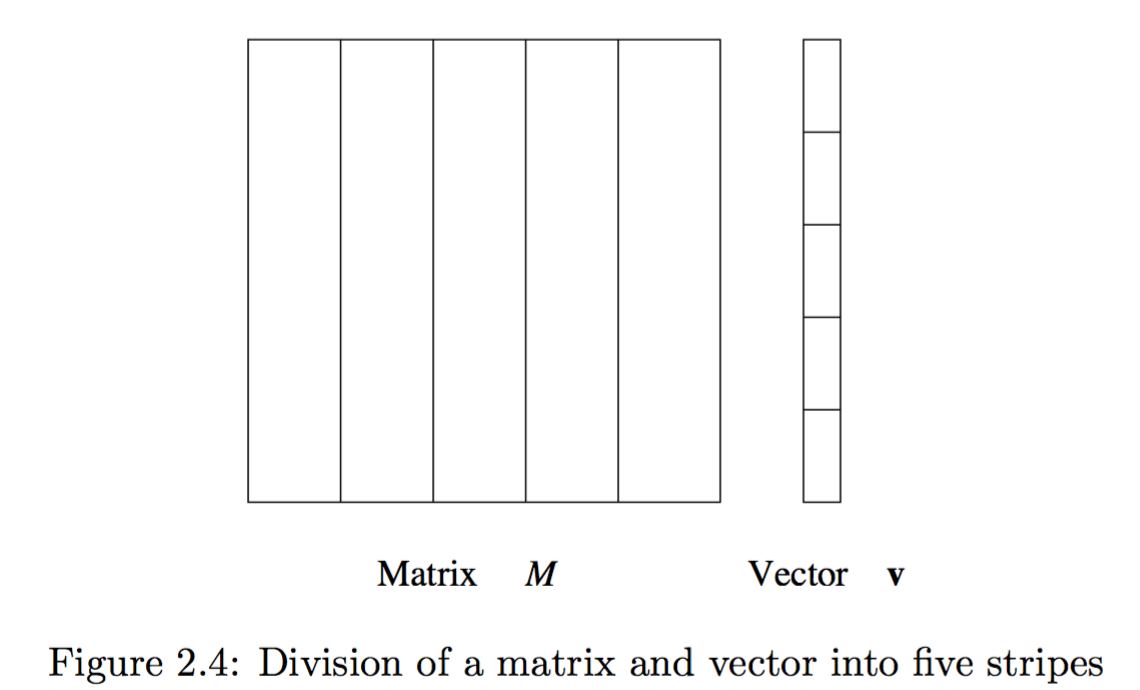 Matrix M Vector v
Figure 2.4: Division of a matrix and vector into five stripes